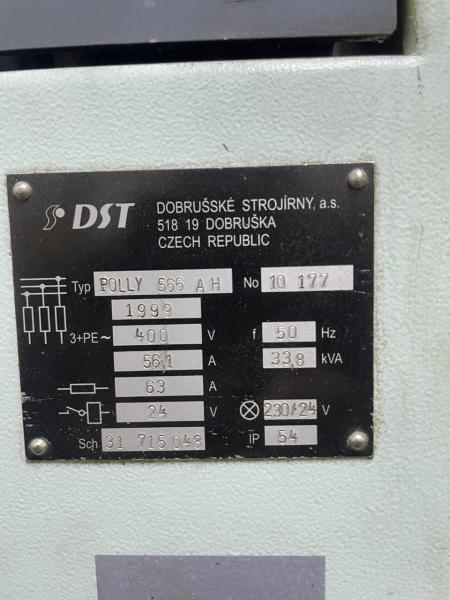 DST
DOBRUŠSKÉ STROJÍRNY, a.s.
518 19 DOBRUŠKA
CZECH REPUBLIC
Typ POLLY 566 A H No 10 177
1999
3+PE~ 400 V f 50 Hz
56,1 A 33,8 kVA
63 A
24 V 230/24 V
Sch 31 715 048 IP 54